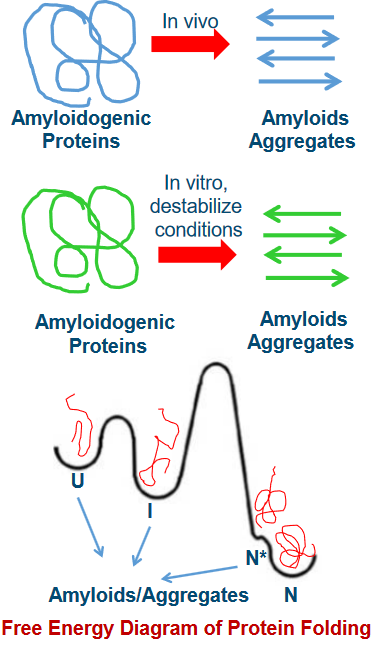 In vivo
Amyloidogenic
Proteins
Amyloids
Aggregates
In vitro,
destabilize
conditions
Amyloidogenic
Proteins
Amyloids
Aggregates
U
I
N*
N
Amyloids/Aggregates
Free Energy Diagram of Protein Folding